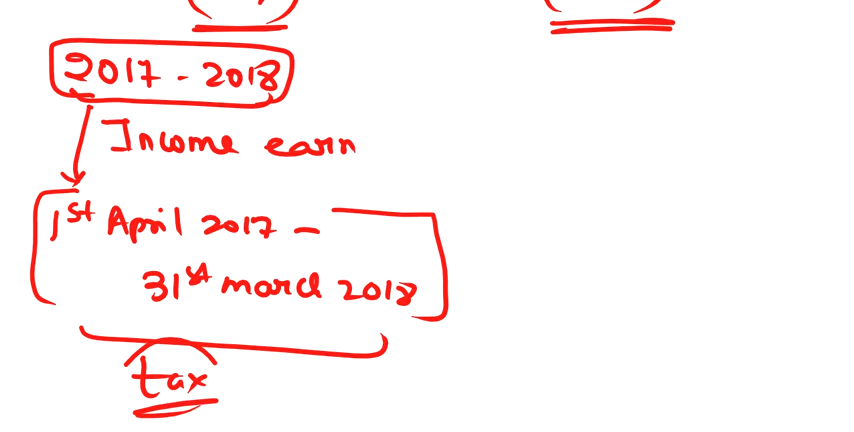 2017 - 2018
Income earn
1st April 2017 -
31st march 2018
tax